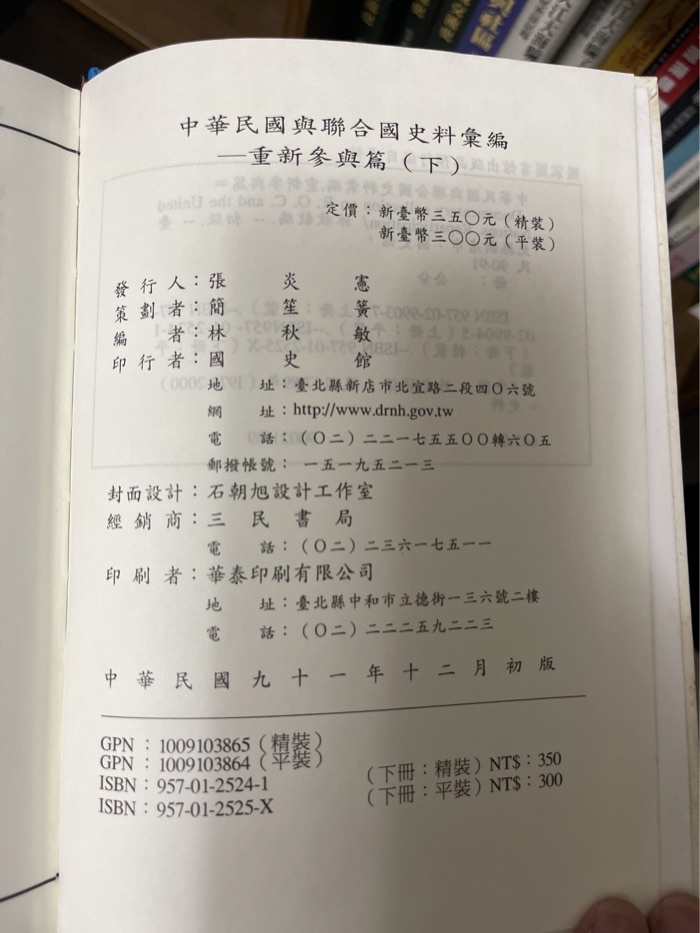 中華民國與聯合國史料彙編
—重新參與篇（下）
定價：新臺幣三五〇元（精裝）
新臺幣三〇〇元（平裝）
發行人：張炎憲
策劃者：簡笙簧
編者：林秋敏
印行者：國史館
地址：臺北縣新店市北宜路二段四〇六號
網址：http://www.drnh.gov.tw
電話：（〇二）二二一七五五〇〇轉六〇五
郵撥帳號：一五一九五二一三
封面設計：石朝旭設計工作室
經銷商：三民書局
電話：（〇二）二三六一七五一一
印刷者：華泰印刷有限公司
地址：臺北縣中和市立德街一三六號二樓
電話：（〇二）二二二五九二二三
中華民國九十一年十二月初版
GPN：1009103865（精裝）
GPN：1009103864（平裝）
ISBN：957-01-2524-1（下冊：精裝）NT$：350
ISBN：957-01-2525-X（下冊：平裝）NT$：300